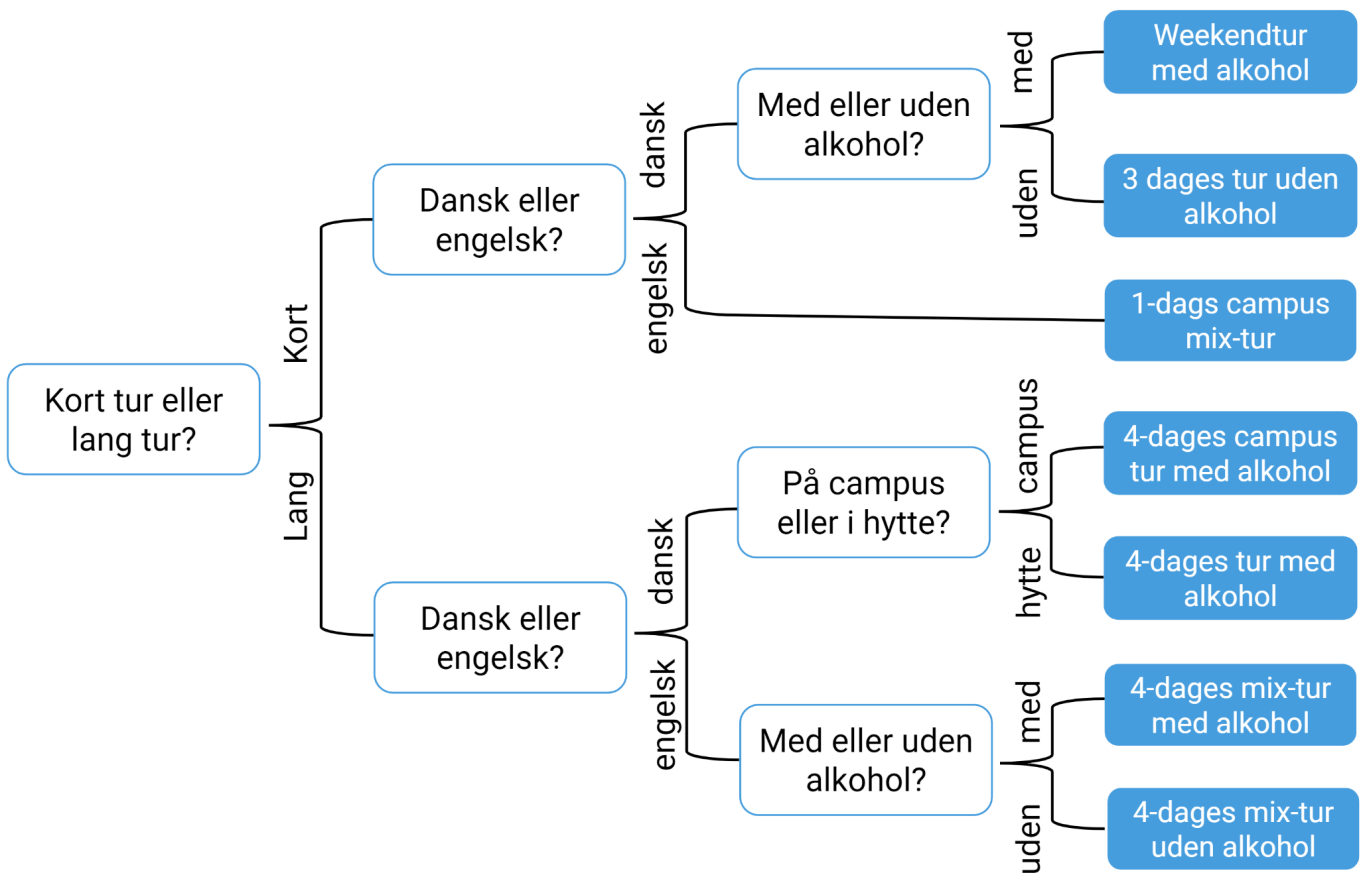 Kort tur eller
lang tur?
Kort
Lang
Dansk eller
engelsk?
dansk
engelsk
Med eller uden
alkohol?
med
uden
Weekendtur
med alkohol
3 dages tur uden
alkohol
1-dags campus
mix-tur
Dansk eller
engelsk?
dansk
engelsk
På campus
eller i hytte?
campus
hytte
4-dages campus
tur med alkohol
4-dages tur med
alkohol
Med eller uden
alkohol?
med
uden
4-dages mix-tur
med alkohol
4-dages mix-tur
uden alkohol